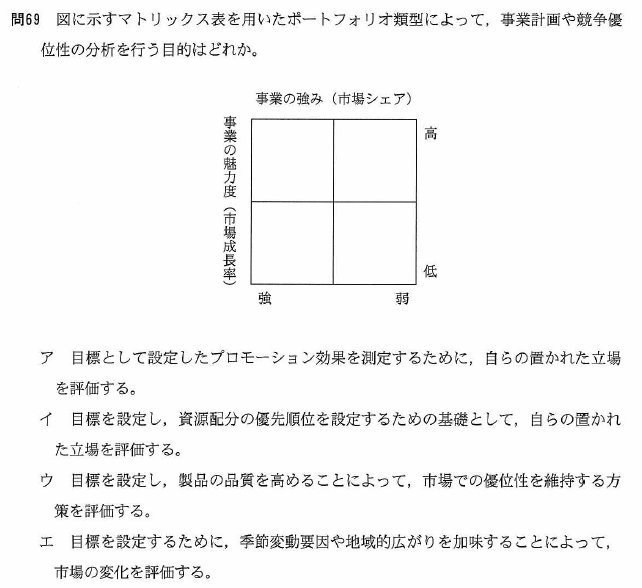 問69 図に示すマトリックス表を用いたポートフォリオ類型によって，事業計画や競争優
位性の分析を行う目的はどれか。
事業の強み（市場シェア）
事業の魅力度（市場成長率）
高
低
強
弱
ア 目標として設定したプロモーション効果を測定するために，自らの置かれた立場
を評価する。
イ 目標を設定し，資源配分の優先順位を設定するための基礎として，自らの置かれ
た立場を評価する。
ウ 目標を設定し，製品の品質を高めることによって，市場での優位性を維持する方
策を評価する。
エ 目標を設定するために，季節変動要因や地域的広がりを加味することによって，
市場の変化を評価する。